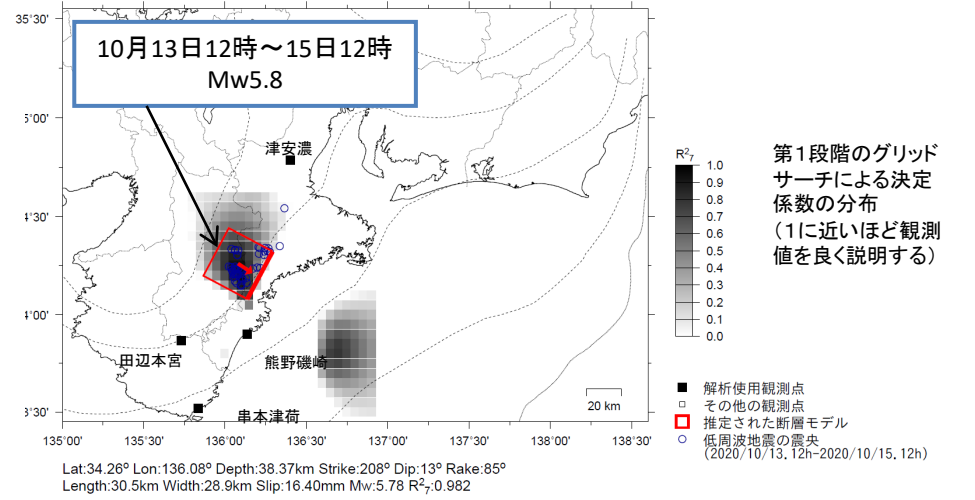 10月13日12時～15日12時
Mw5.8
35°30'
5°00'
4°30'
4°00'
3°30'
135°00'
135°30'
136°00'
136°30'
137°00'
137°30'
138°00'
138°30'
津安濃
田辺本宮
熊野磯崎
串本津荷
20 km
R²₇
1.0
0.9
0.8
0.7
0.6
0.5
0.4
0.3
0.2
0.1
0.0
第１段階のグリッド
サーチによる決定
係数の分布
（１に近いほど観測
値を良く説明する）
解析使用観測点
その他の観測点
推定された断層モデル
低周波地震の震央
(2020/10/13.12h-2020/10/15.12h)
Lat:34.26° Lon:136.08° Depth:38.37km Strike:208° Dip:13° Rake:85°
Length:30.5km Width:28.9km Slip:16.40mm Mw:5.78 R²₇:0.982